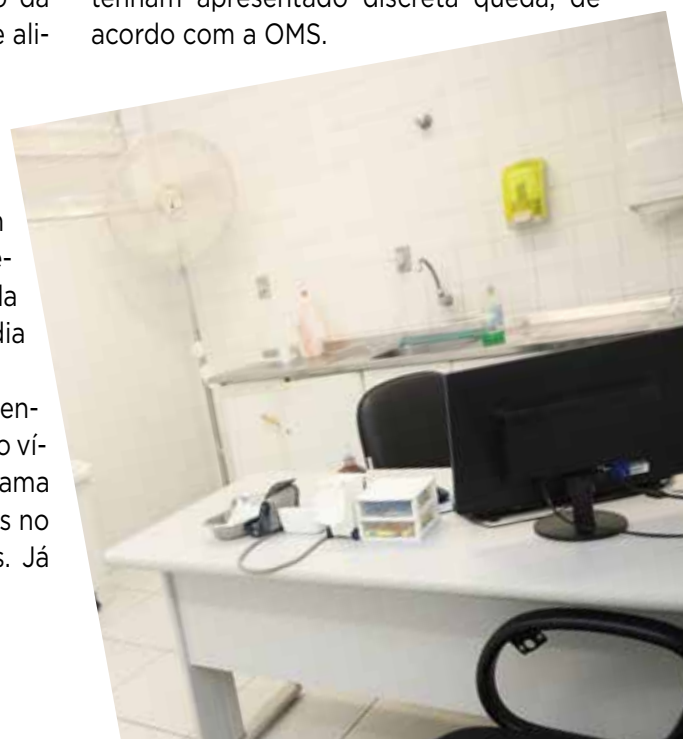 o da
e ali-
e-
la
dia
en-
o ví-
ama
s no
s. Já
tenham apresentado discreta queda, de
acordo com a OMS.